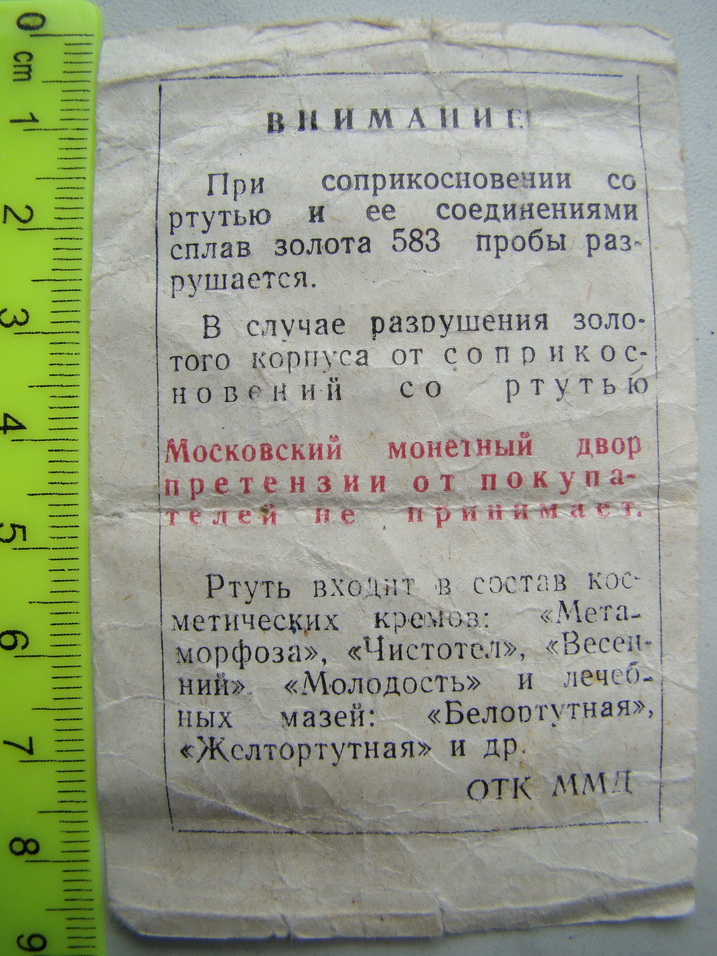 0
cm
1
2
3
4
5
6
7
8
9
ВНИМАНИЕ!
При соприкосновении со
ртутью и ее соединениями
сплав золота 583 пробы раз-
рушается.
В случае разрушения золо-
того корпуса от соприкос-
новений со ртутью
Московский монетный двор
претензии от покупа-
телей не принимает.
Ртуть входит в состав кос-
метических кремов: «Мета-
морфоза», «Чистотел», «Весен-
ний» «Молодость» и лечеб-
ных мазей: «Белортутная»,
«Желтортутная» и др.
ОТК ММД